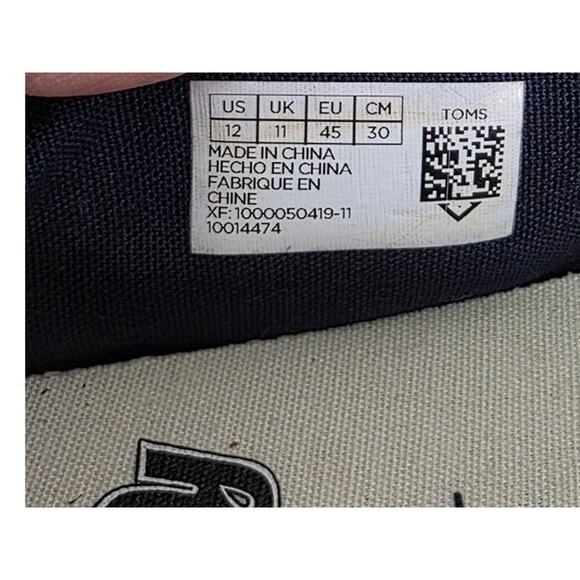 US UK EU CM
12 11 45 30
TOMS
MADE IN CHINA
HECHO EN CHINA
FABRIQUE EN
CHINE
XF: 1000050419-11
10014474